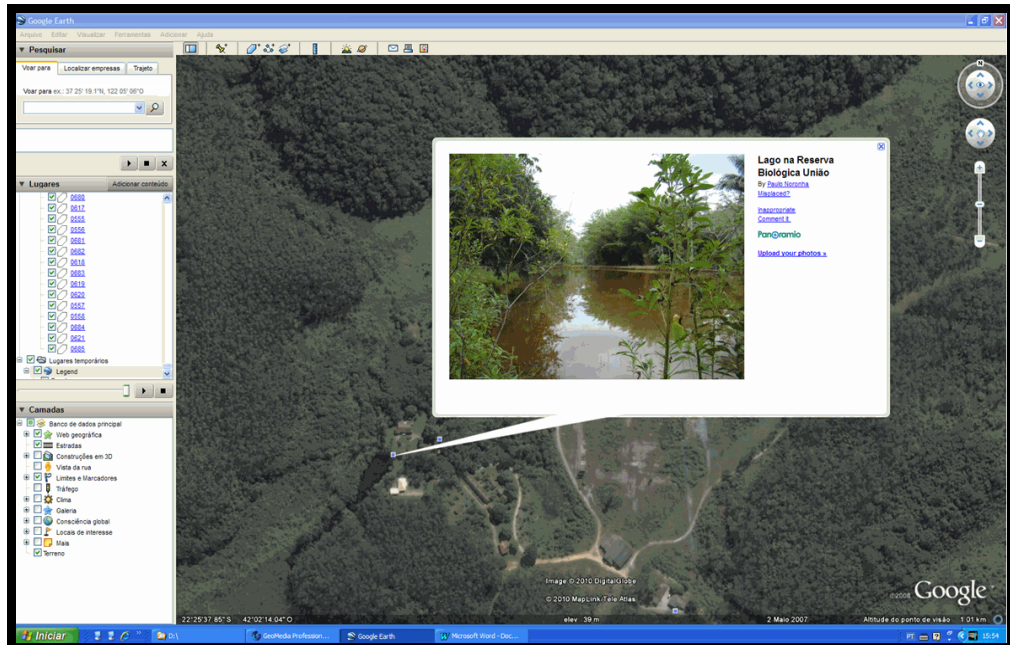 Google Earth
Arquivo Editar Visualizar Ferramentas Adicionar Ajuda
Pesquisar
Voar para Localizar empresas Trajeto
Voar para ex.: 37 25' 19.1"N, 122 05' 06"O
Lugares Adicionar conteúdo
0680
0617
0555
0556
0681
0682
0618
0683
0619
0620
0557
0558
0684
0621
0685
Lugares temporários
Legend
Camadas
Banco de dados principal
Web geográfica
Estradas
Construções em 3D
Vista da rua
Limites e Marcadores
Tráfego
Clima
Galeria
Consciência global
Locais de interesse
Mais
Terreno
N
Lago na Reserva
Biológica União
By Paulo Noronha
Misplaced?
Inappropriate
Comment it.
Panoramio
Upload your photos »
Image © 2010 DigitalGlobe
© 2010 MapLink/Tele Atlas
©2008 Google
22°25'37.85" S 42°02'14.04" O elev 39 m 2 Maio 2007 Altitude do ponto de visão 1.01 km
Iniciar D:\ GeoMedia Profession... Google Earth Microsoft Word - Doc... PT 15:54